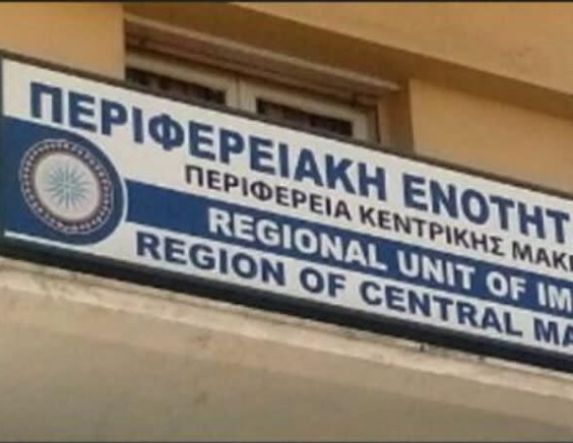 ΠΕΡΙΦΕΡΕΙΑΚΗ ΕΝΟΤΗΤ
ΠΕΡΙΦΕΡΕΙΑ ΚΕΝΤΡΙΚΗΣ ΜΑΚ
REGIONAL UNIT OF IM
REGION OF CENTRAL MA